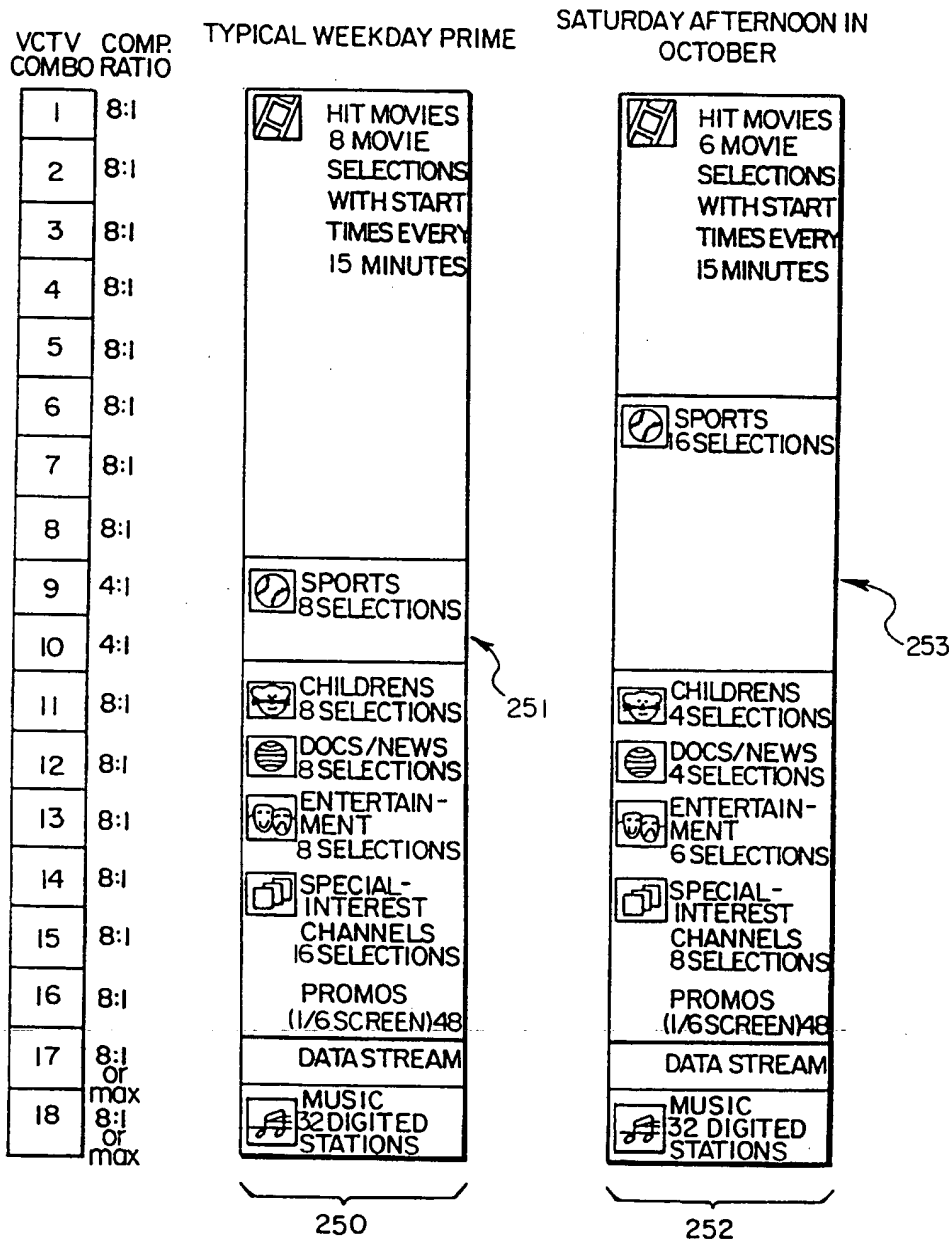 VCTV COMBO
COMP. RATIO
1 8:1
2 8:1
3 8:1
4 8:1
5 8:1
6 8:1
7 8:1
8 8:1
9 4:1
10 4:1
11 8:1
12 8:1
13 8:1
14 8:1
15 8:1
16 8:1
17 8:1 or max
18 8:1 or max
TYPICAL WEEKDAY PRIME
HIT MOVIES
8 MOVIE
SELECTIONS
WITH START
TIMES EVERY
15 MINUTES
SPORTS
8 SELECTIONS
251
CHILDRENS
8 SELECTIONS
DOCS/NEWS
8 SELECTIONS
ENTERTAIN-
MENT
8 SELECTIONS
SPECIAL-
INTEREST
CHANNELS
16 SELECTIONS
PROMOS
(1/6 SCREEN) 48
DATA STREAM
MUSIC
32 DIGITED
STATIONS
250
SATURDAY AFTERNOON IN
OCTOBER
HIT MOVIES
6 MOVIE
SELECTIONS
WITH START
TIMES EVERY
15 MINUTES
SPORTS
16 SELECTIONS
253
CHILDRENS
4 SELECTIONS
DOCS/NEWS
4 SELECTIONS
ENTERTAIN-
MENT
6 SELECTIONS
SPECIAL-
INTEREST
CHANNELS
8 SELECTIONS
PROMOS
(1/6 SCREEN) 48
DATA STREAM
MUSIC
32 DIGITED
STATIONS
252